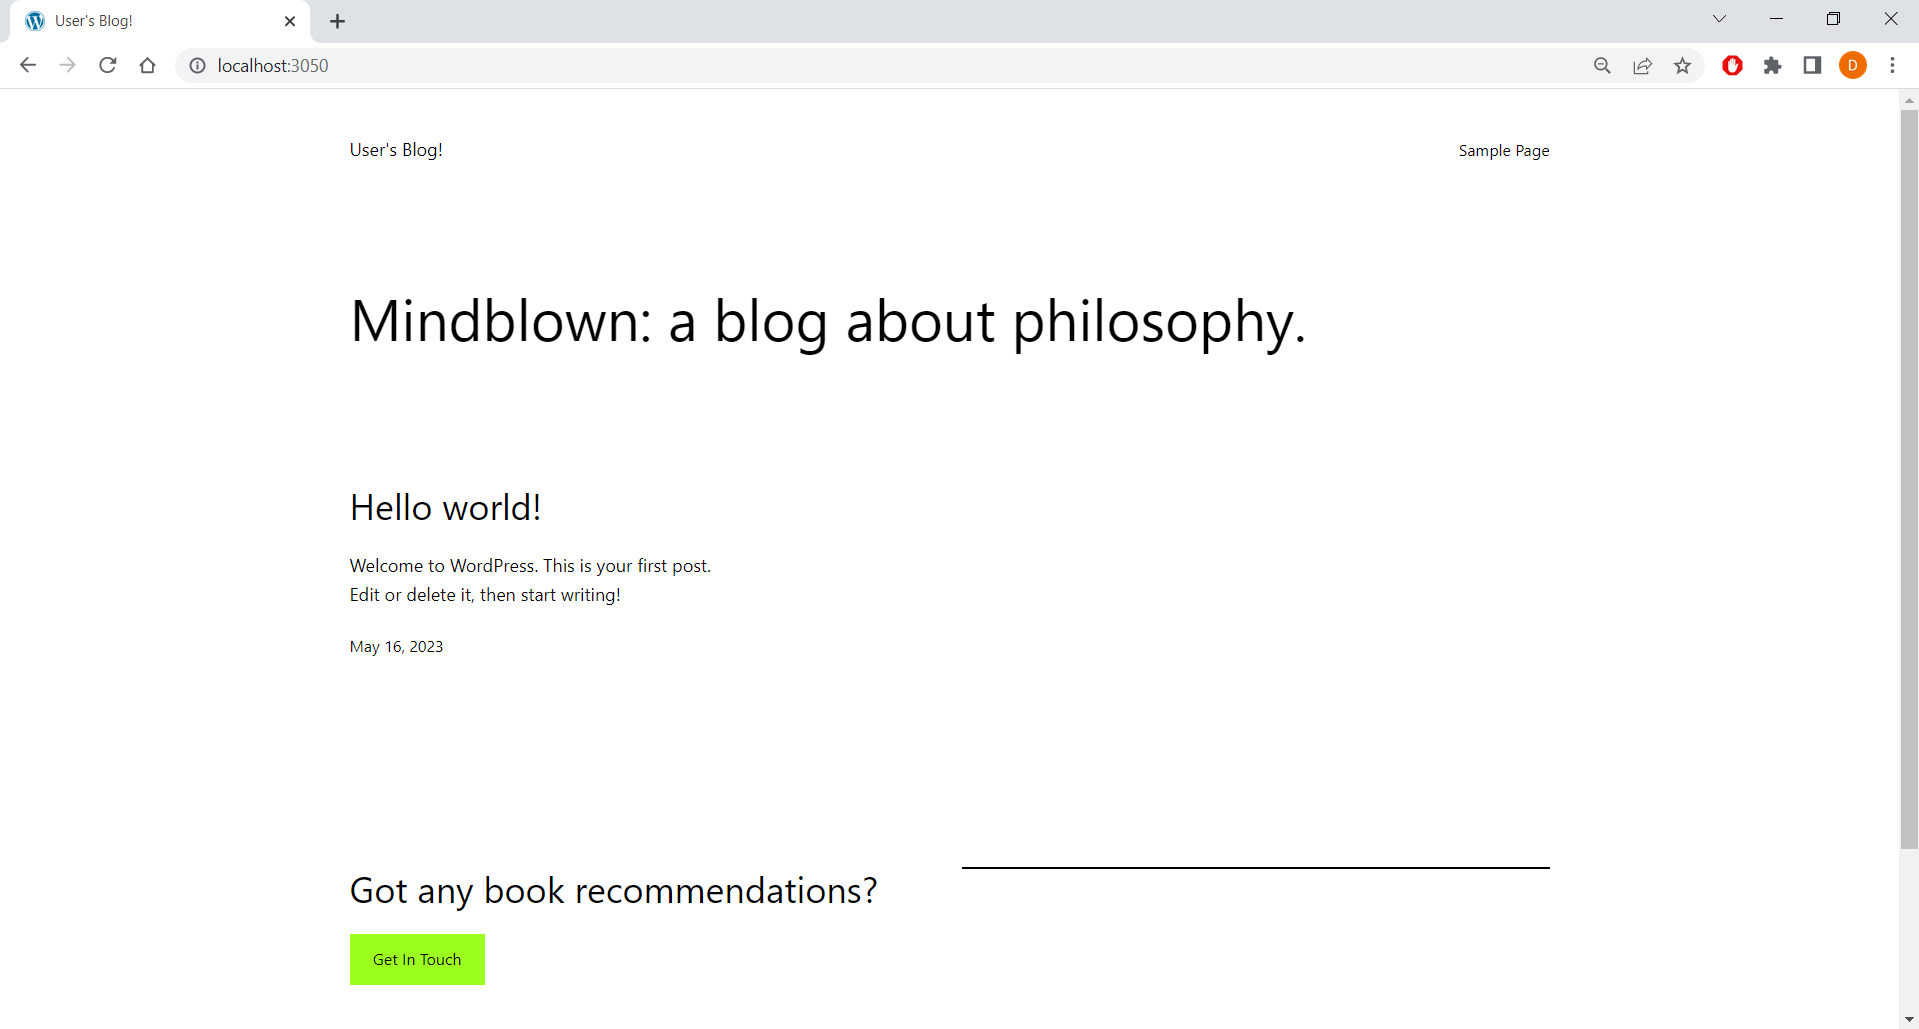 User's Blog!
localhost:3050
D
User's Blog!
Sample Page
Mindblown: a blog about philosophy.
Hello world!
Welcome to WordPress. This is your first post.
Edit or delete it, then start writing!
May 16, 2023
Got any book recommendations?
Get In Touch